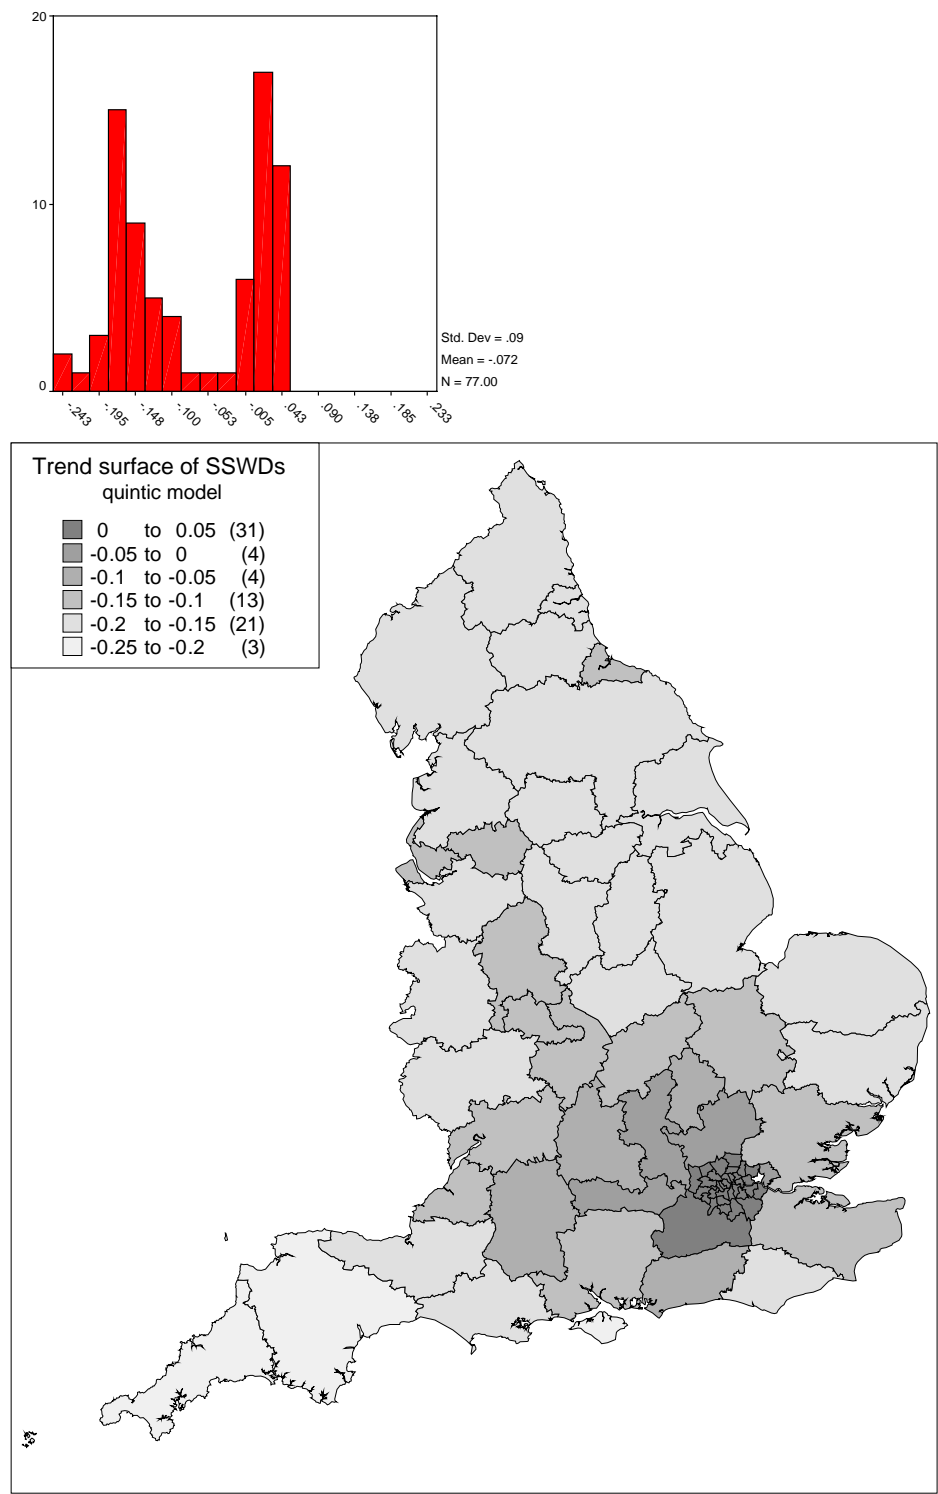 20
10
0
-.243
-.195
-.148
-.100
-.053
-.005
.043
.090
.138
.185
.233
Std. Dev = .09
Mean = -.072
N = 77.00
Trend surface of SSWDs
quintic model
0 to 0.05 (31)
-0.05 to 0 (4)
-0.1 to -0.05 (4)
-0.15 to -0.1 (13)
-0.2 to -0.15 (21)
-0.25 to -0.2 (3)